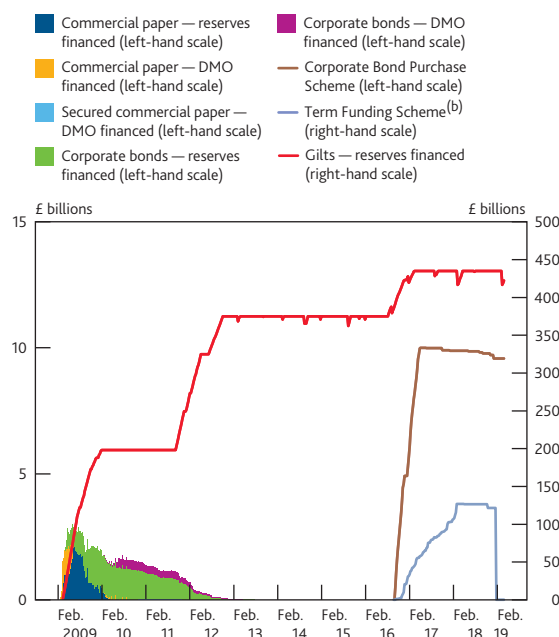 Commercial paper — reserves
financed (left-hand scale)
Commercial paper — DMO
financed (left-hand scale)
Secured commercial paper —
DMO financed (left-hand scale)
Corporate bonds — reserves
financed (left-hand scale)
Corporate bonds — DMO
financed (left-hand scale)
Corporate Bond Purchase
Scheme (left-hand scale)
Term Funding Scheme(b)
(right-hand scale)
Gilts — reserves financed
(right-hand scale)
£ billions
£ billions
15
10
5
0
500
450
400
350
300
250
200
150
100
50
0
Feb. Feb. Feb. Feb. Feb. Feb. Feb. Feb. Feb. Feb. Feb.
2009 10 11 12 13 14 15 16 17 18 19